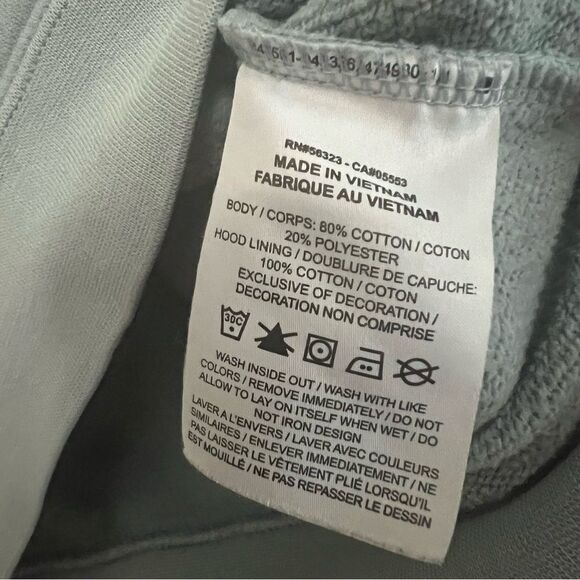 RN#56323 - CA#05553
MADE IN VIETNAM
FABRIQUE AU VIETNAM
BODY / CORPS: 80% COTTON / COTON
20% POLYESTER
HOOD LINING / DOUBLURE DE CAPUCHE:
100% COTTON / COTON
EXCLUSIVE OF DECORATION /
DECORATION NON COMPRISE
30C
WASH INSIDE OUT / WASH WITH LIKE
COLORS / REMOVE IMMEDIATELY / DO NOT
ALLOW TO LAY ON ITSELF WHEN WET / DO
NOT IRON DESIGN
LAVER A L'ENVERS / LAVER AVEC COULEURS
SIMILAIRES / ENLEVER IMMEDIATEMENT / NE
PAS LAISSER LE VÊTEMENT PLIÉ LORSQU'IL
EST MOUILLÉ / NE PAS REPASSER LE DESSIN